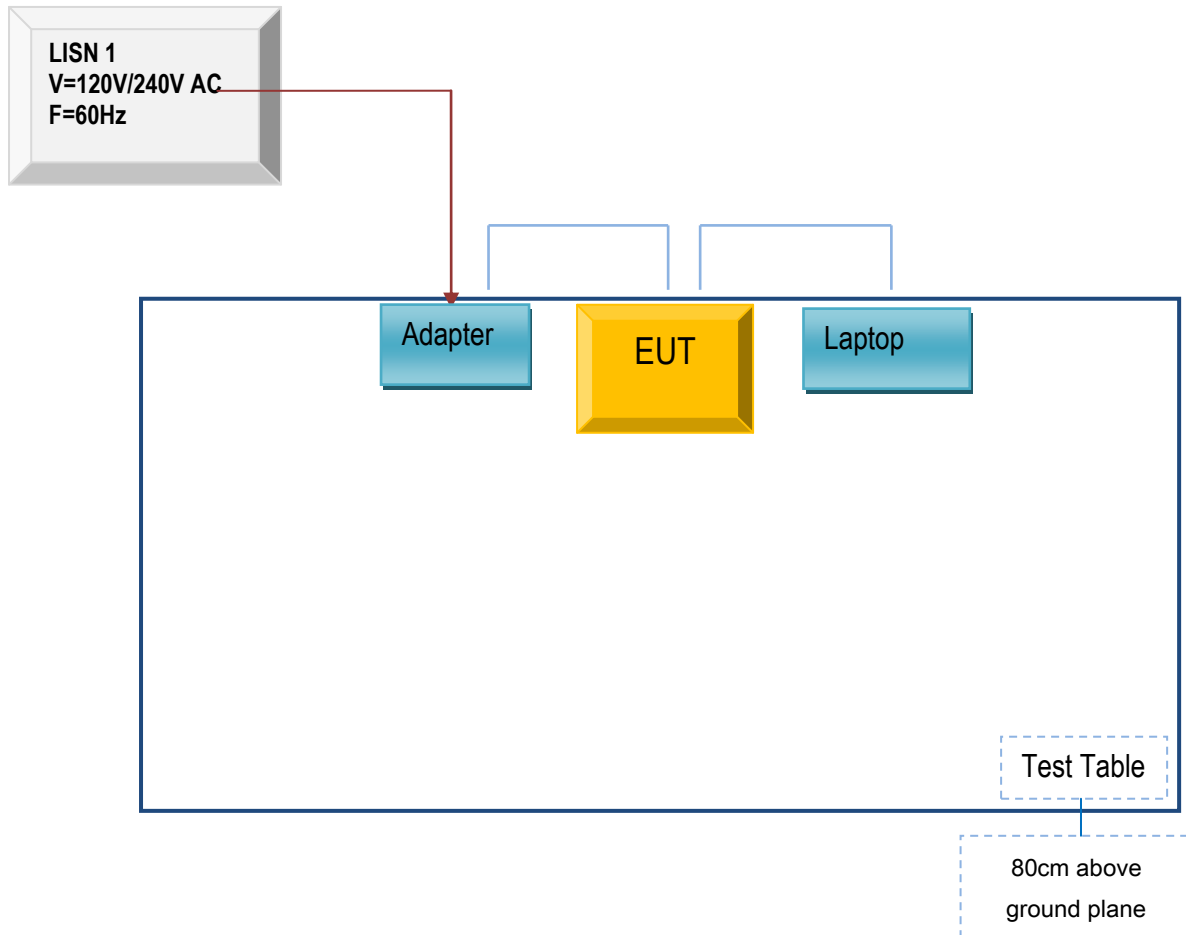 LISN 1
V=120V/240V AC
F=60Hz
Adapter
EUT
Laptop
Test Table
80cm above
ground plane